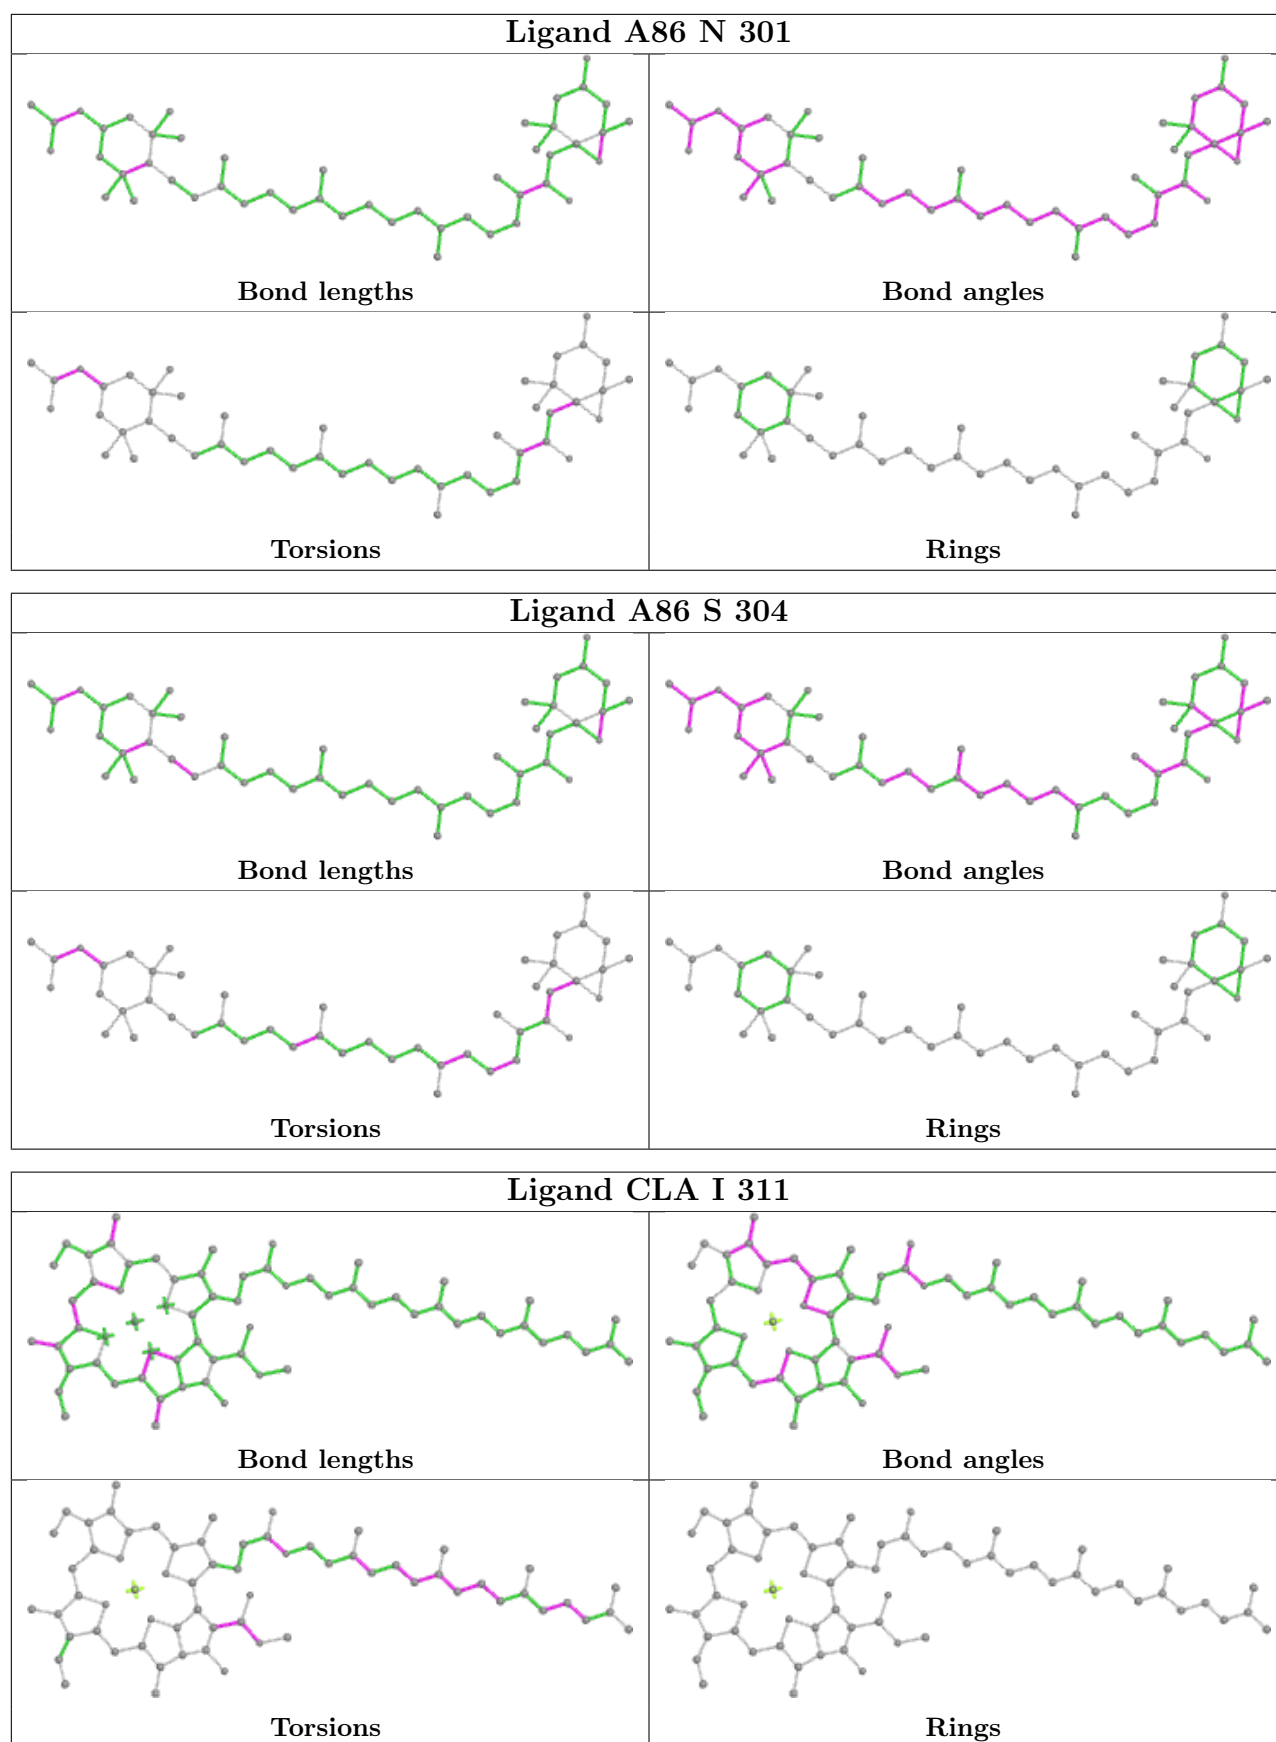 Ligand A86 N 301
Bond lengths
Bond angles
Torsions
Rings
Ligand A86 S 304
Bond lengths
Bond angles
Torsions
Rings
Ligand CLA I 311
Bond lengths
Bond angles
Torsions
Rings